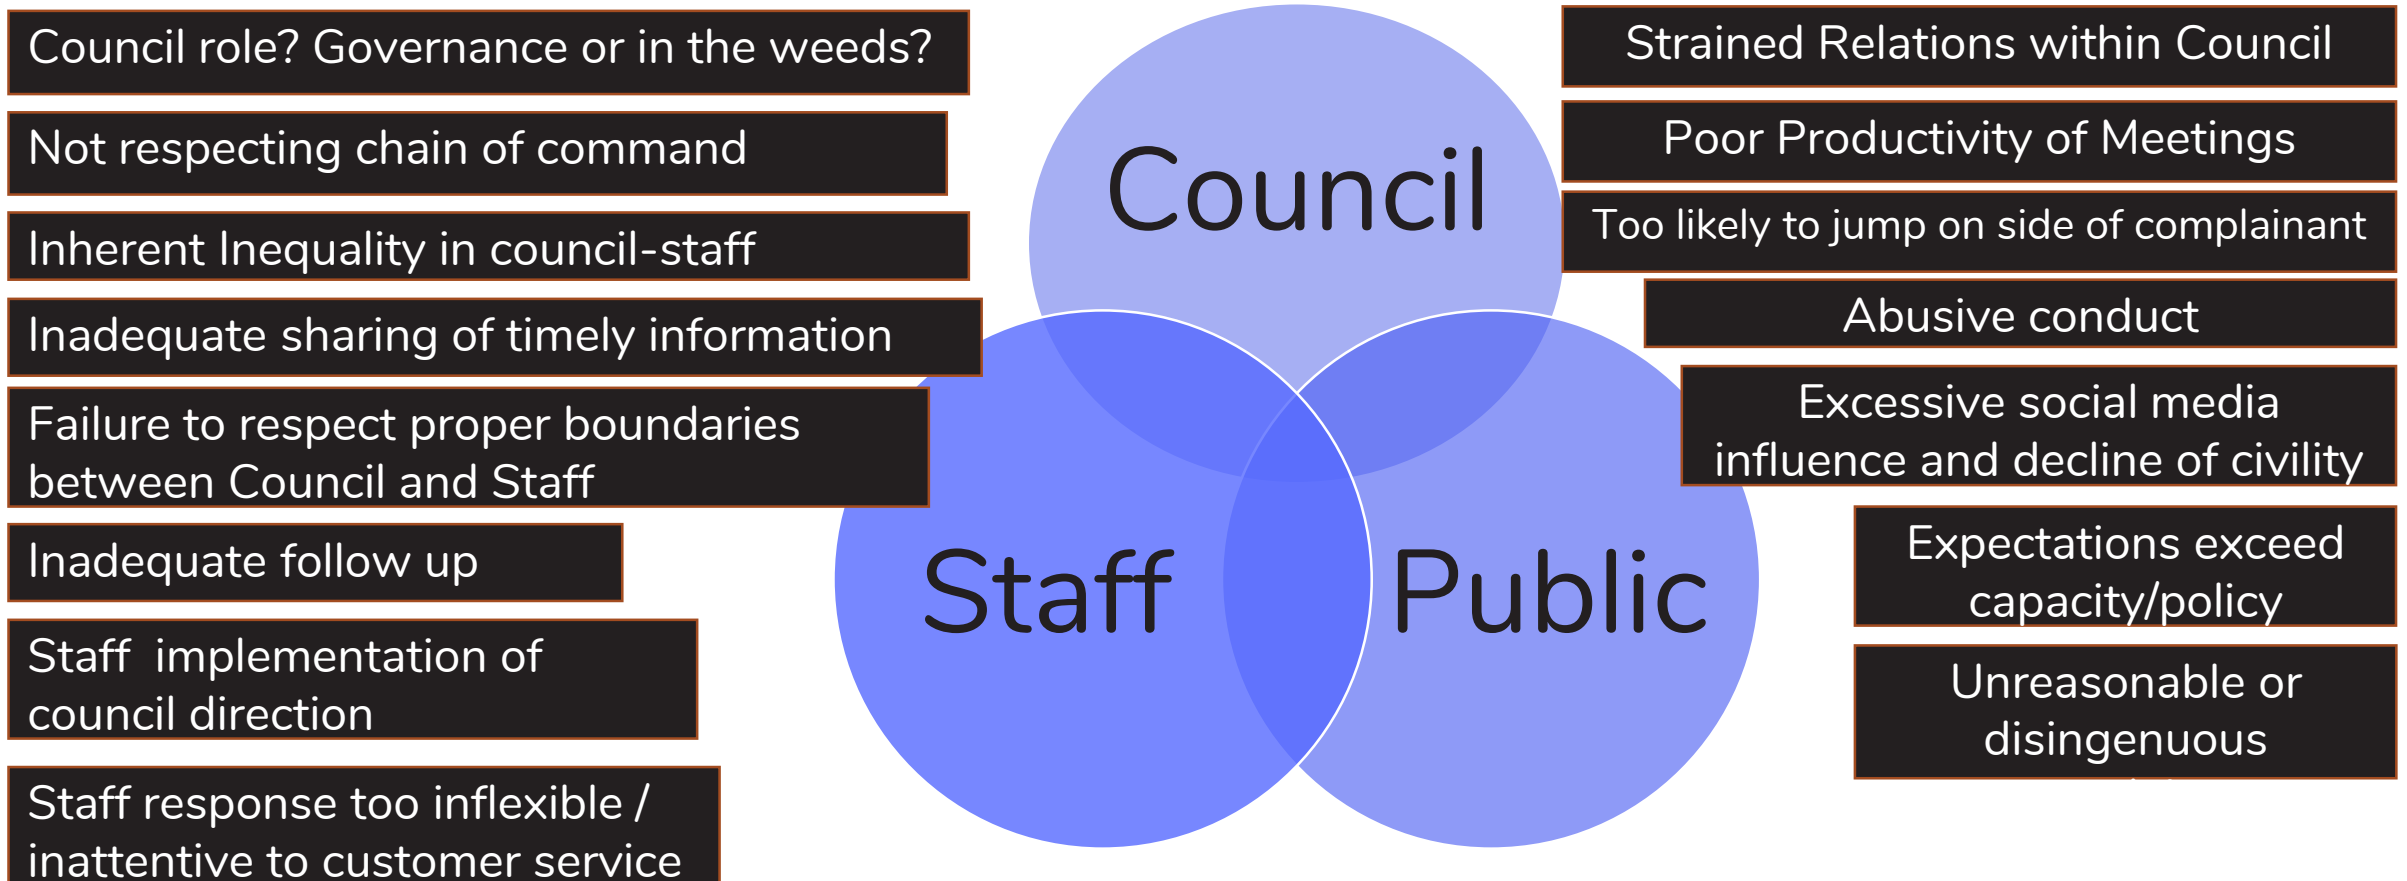 Council role? Governance or in the weeds?
Not respecting chain of command
Inherent Inequality in council-staff
Inadequate sharing of timely information
Failure to respect proper boundaries
between Council and Staff
Inadequate follow up
Staff  implementation of
council direction
Staff response too inflexible /
inattentive to customer service
Council
Staff
Public
Strained Relations within Council
Poor Productivity of Meetings
Too likely to jump on side of complainant
Abusive conduct
Excessive social media
influence and decline of civility
Expectations exceed
capacity/policy
Unreasonable or
disingenuous